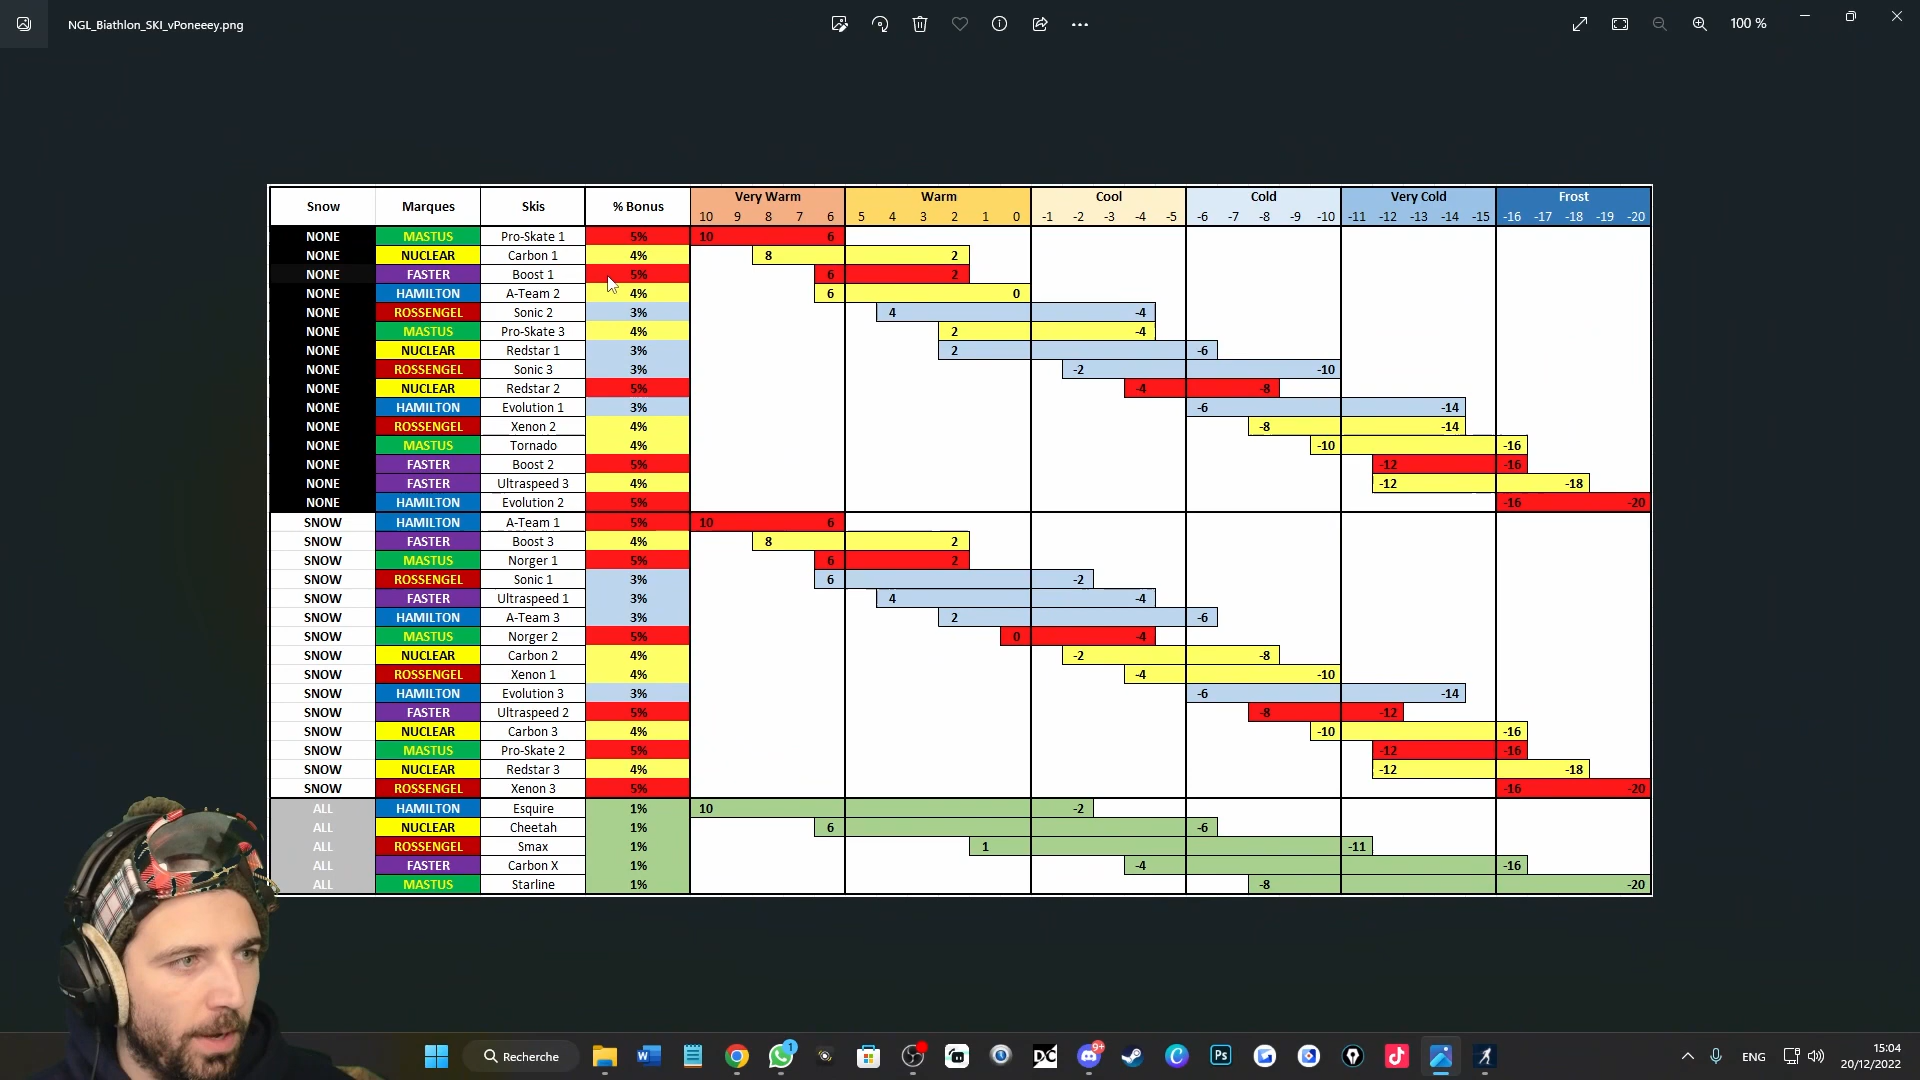 NGL_Biathlon_SKI_vPoneeey.png
100 %
Snow Marques Skis % Bonus Very Warm Warm Cool Cold Very Cold Frost
10 9 8 7 6 5 4 3 2 1 0 -1 -2 -3 -4 -5 -6 -7 -8 -9 -10 -11 -12 -13 -14 -15 -16 -17 -18 -19 -20
NONE MASTUS Pro-Skate 1 5% 10 6
NONE NUCLEAR Carbon 1 4% 8 2
NONE FASTER Boost 1 5% 6 2
NONE HAMILTON A-Team 2 4% 6 0
NONE ROSSENGEL Sonic 2 3% 4 -4
NONE MASTUS Pro-Skate 3 4% 2 -4
NONE NUCLEAR Redstar 1 3% 2 -6
NONE ROSSENGEL Sonic 3 3% -2 -10
NONE NUCLEAR Redstar 2 5% -4 -8
NONE HAMILTON Evolution 1 3% -6 -14
NONE ROSSENGEL Xenon 2 4% -8 -14
NONE MASTUS Tornado 4% -10 -16
NONE FASTER Boost 2 5% -12 -16
NONE FASTER Ultraspeed 3 4% -12 -18
NONE HAMILTON Evolution 2 5% -16 -20
SNOW HAMILTON A-Team 1 5% 10 6
SNOW FASTER Boost 3 4% 8 2
SNOW MASTUS Norger 1 5% 6 2
SNOW ROSSENGEL Sonic 1 3% 6 -2
SNOW FASTER Ultraspeed 1 3% 4 -4
SNOW HAMILTON A-Team 3 3% 2 -6
SNOW MASTUS Norger 2 5% 0 -4
SNOW NUCLEAR Carbon 2 4% -2 -8
SNOW ROSSENGEL Xenon 1 4% -4 -10
SNOW HAMILTON Evolution 3 3% -6 -14
SNOW FASTER Ultraspeed 2 5% -8 -12
SNOW NUCLEAR Carbon 3 4% -10 -16
SNOW MASTUS Pro-Skate 2 5% -12 -16
SNOW NUCLEAR Redstar 3 4% -12 -18
SNOW ROSSENGEL Xenon 3 5% -16 -20
ALL HAMILTON Esquire 1% 10 -2
ALL NUCLEAR Cheetah 1% 6 -6
ALL ROSSENGEL Smax 1% 1 -11
ALL FASTER Carbon X 1% -4 -16
ALL MASTUS Starline 1% -8 -20
Recherche
1
DC
9+
Ps
ENG
15:04
20/12/2022